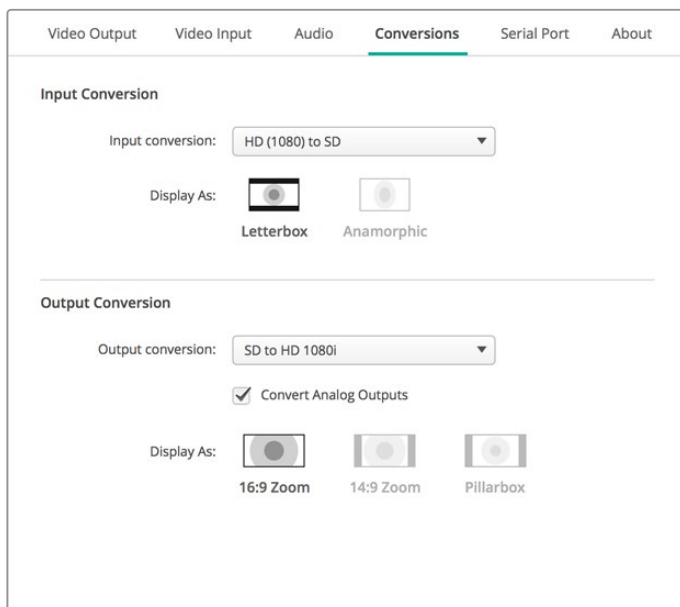 Video Output Video Input Audio Conversions Serial Port About
Input Conversion
Input conversion: HD (1080) to SD
Display As:
Letterbox Anamorphic
Output Conversion
Output conversion: SD to HD 1080i
Convert Analog Outputs
Display As:
16:9 Zoom 14:9 Zoom Pillarbox